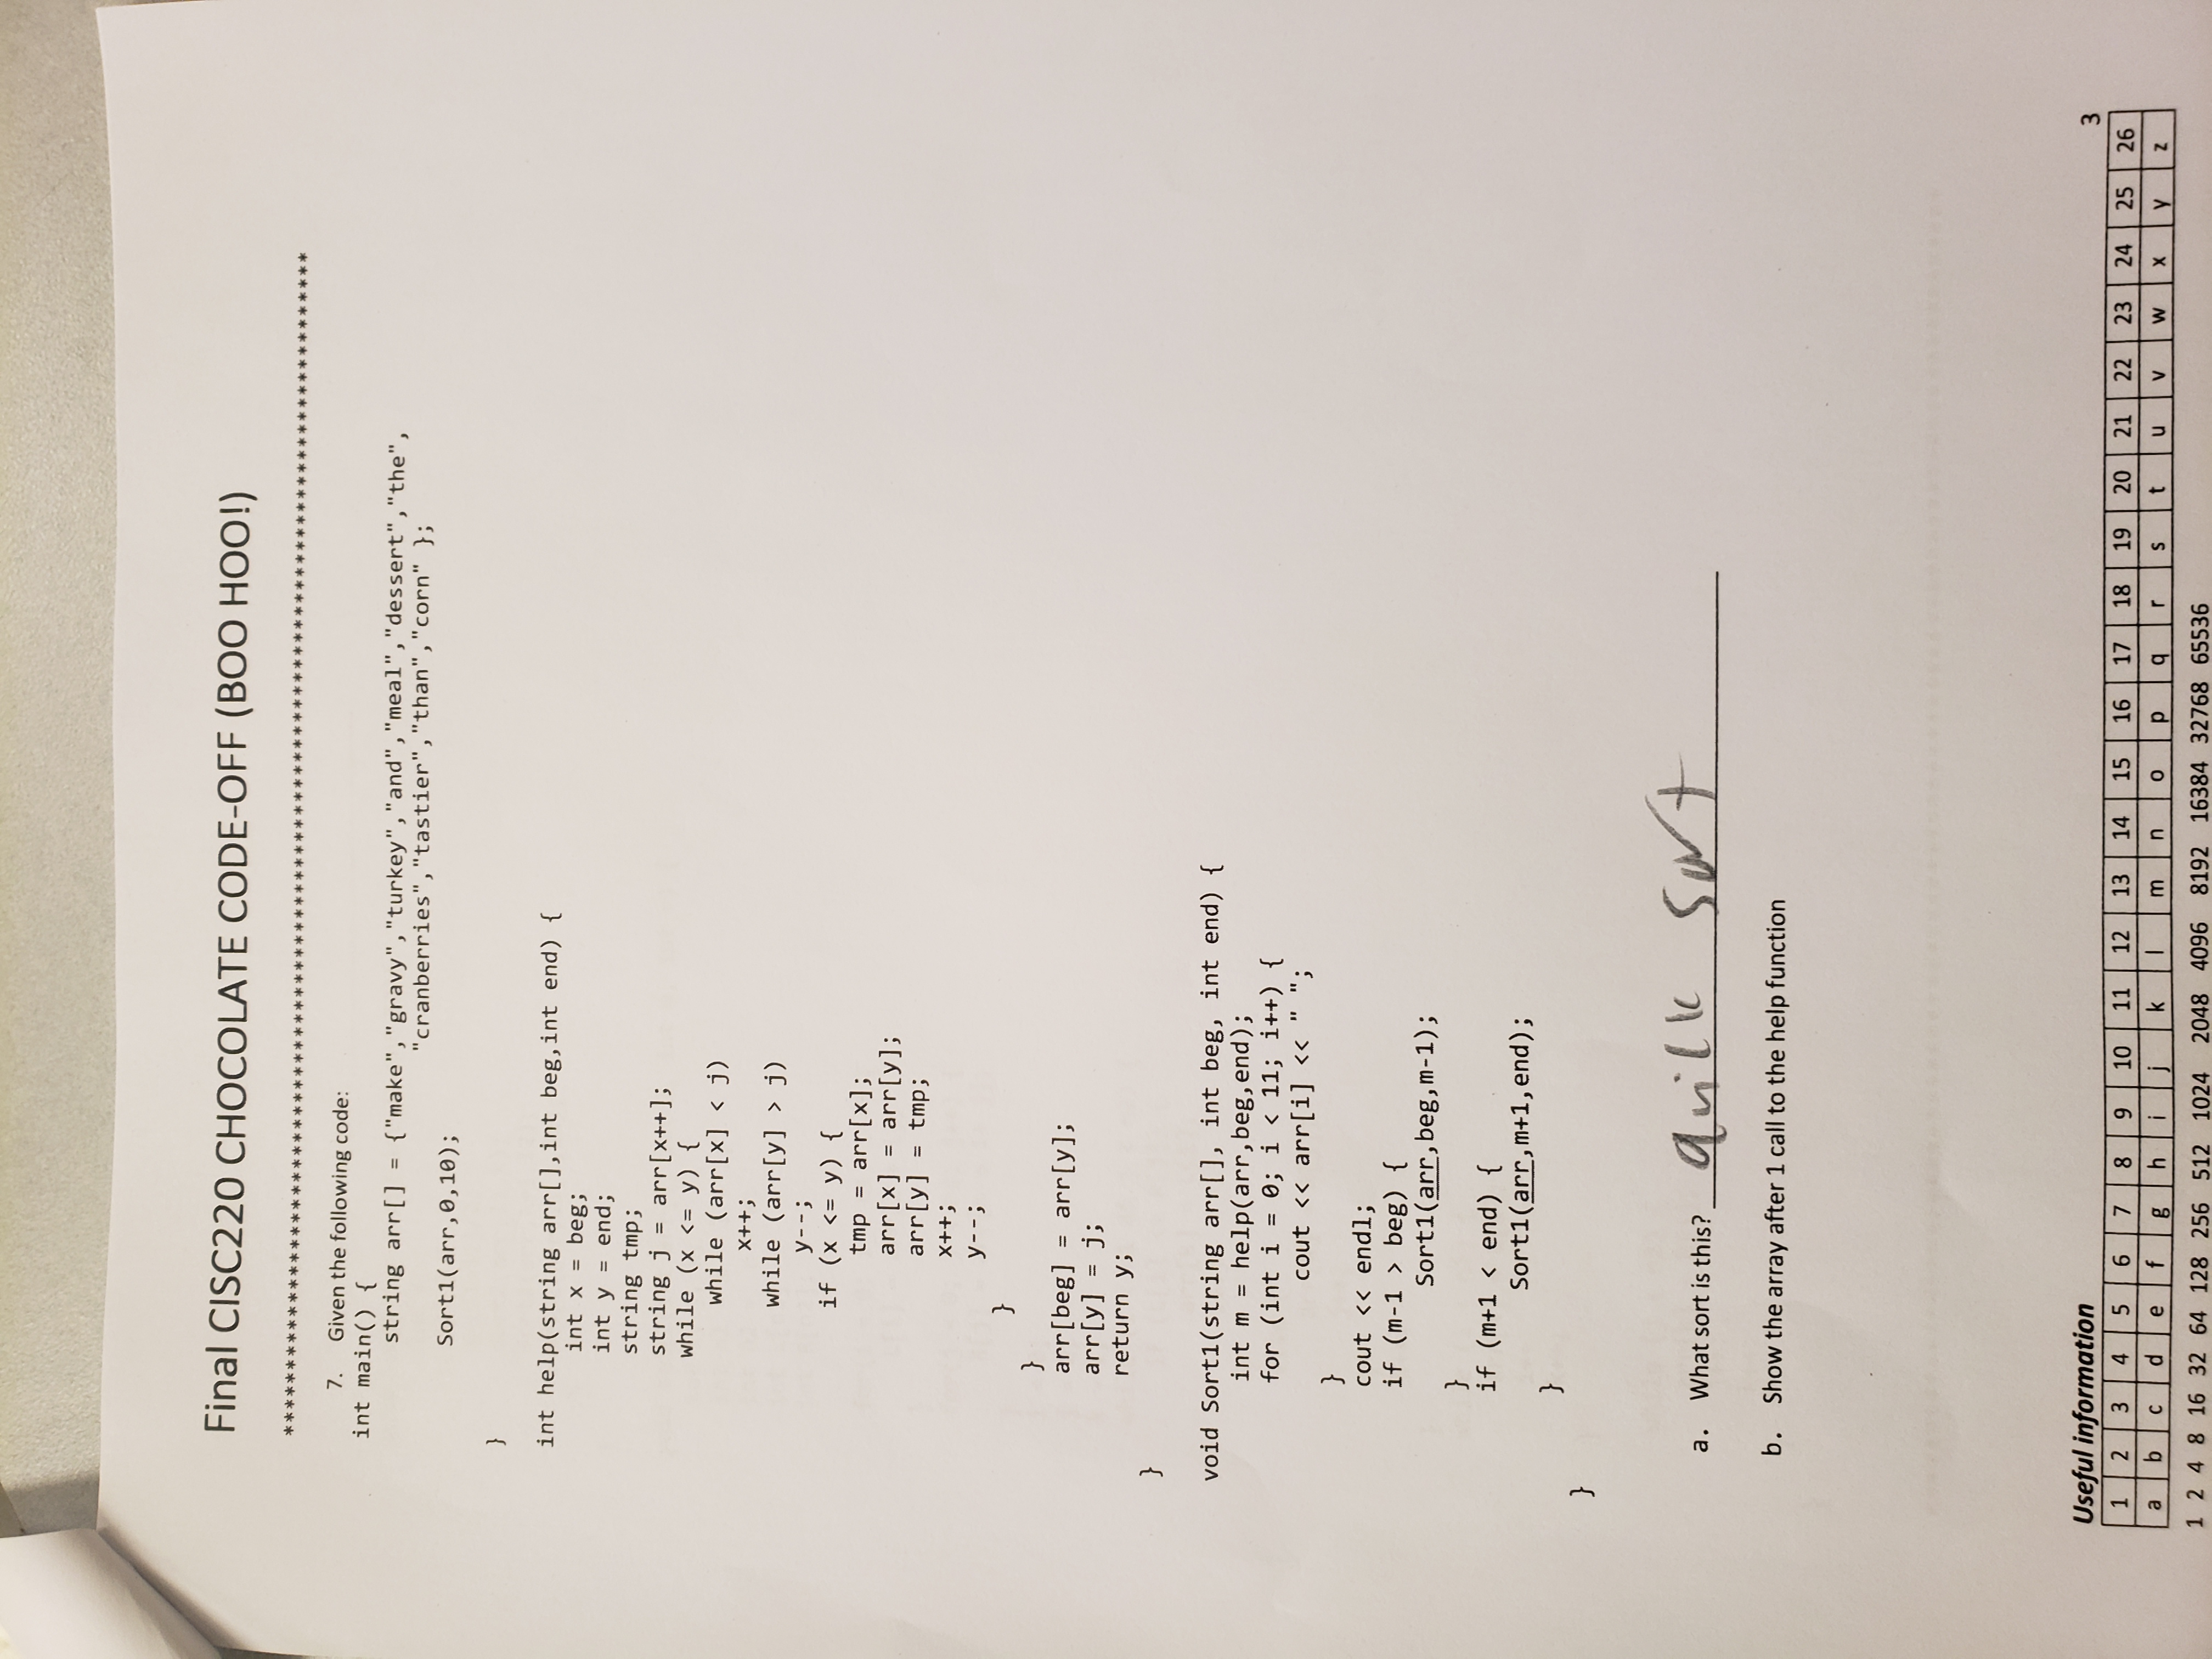 Final CISC220 CHOCOLATE CODE-OFF (BOO HOO!)
******************************************************************************************
7. Given the following code:
int main() {
string arr[] = {"make","gravy","turkey","and","meal","dessert","the",
"cranberries","tastier","than","corn" };
Sort1(arr,0,10);
}
int help(string arr[],int beg,int end) {
int x = beg;
int y = end;
string tmp;
string j = arr[x++];
while (x <= y) {
while (arr[x] < j)
x++;
while (arr[y] > j)
y--;
if (x <= y) {
tmp = arr[x];
arr[x] = arr[y];
arr[y] = tmp;
x++;
y--;
}
}
arr[beg] = arr[y];
arr[y] = j;
return y;
}
void Sort1(string arr[], int beg, int end) {
int m = help(arr,beg,end);
for (int i = 0; i < 11; i++) {
cout << arr[i] << " ";
}
cout << endl;
if (m-1 > beg) {
Sort1(arr,beg,m-1);
}
if (m+1 < end) {
Sort1(arr,m+1,end);
}
}
a. What sort is this? quick sort
b. Show the array after 1 call to the help function
Useful information
3
1 2 3 4 5 6 7 8 9 10 11 12 13 14 15 16 17 18 19 20 21 22 23 24 25 26
a b c d e f g h i j k l m n o p q r s t u v w x y z
1 2 4 8 16 32 64 128 256 512 1024 2048 4096 8192 16384 32768 65536